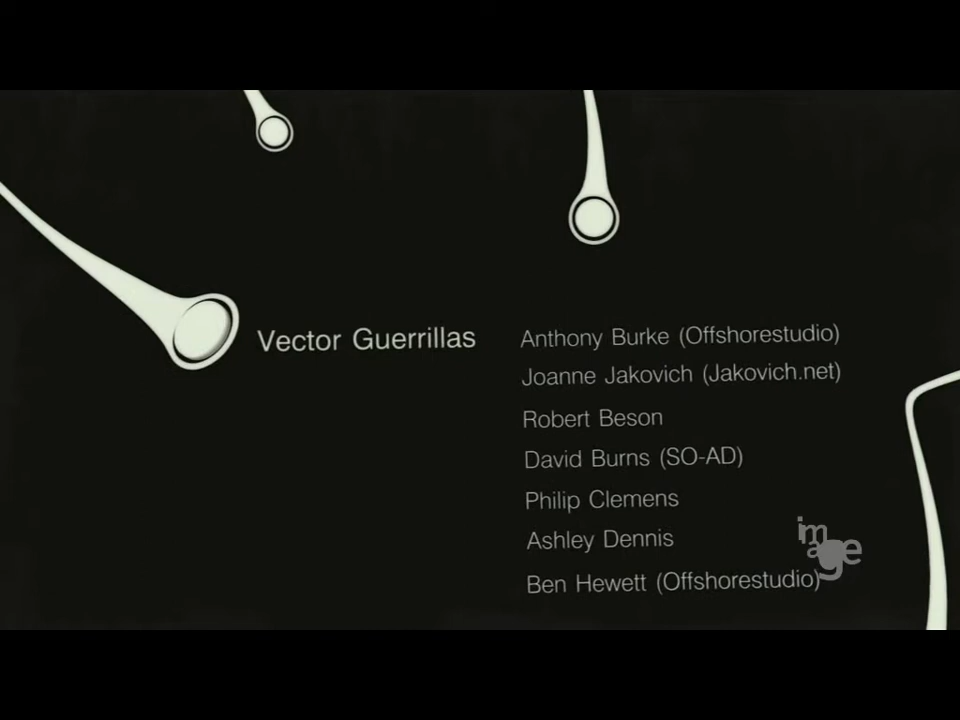 Vector Guerrillas
Anthony Burke (Offshorestudio)
Joanne Jakovich (Jakovich.net)
Robert Beson
David Burns (SO-AD)
Philip Clemens
Ashley Dennis
Ben Hewett (Offshorestudio)
image